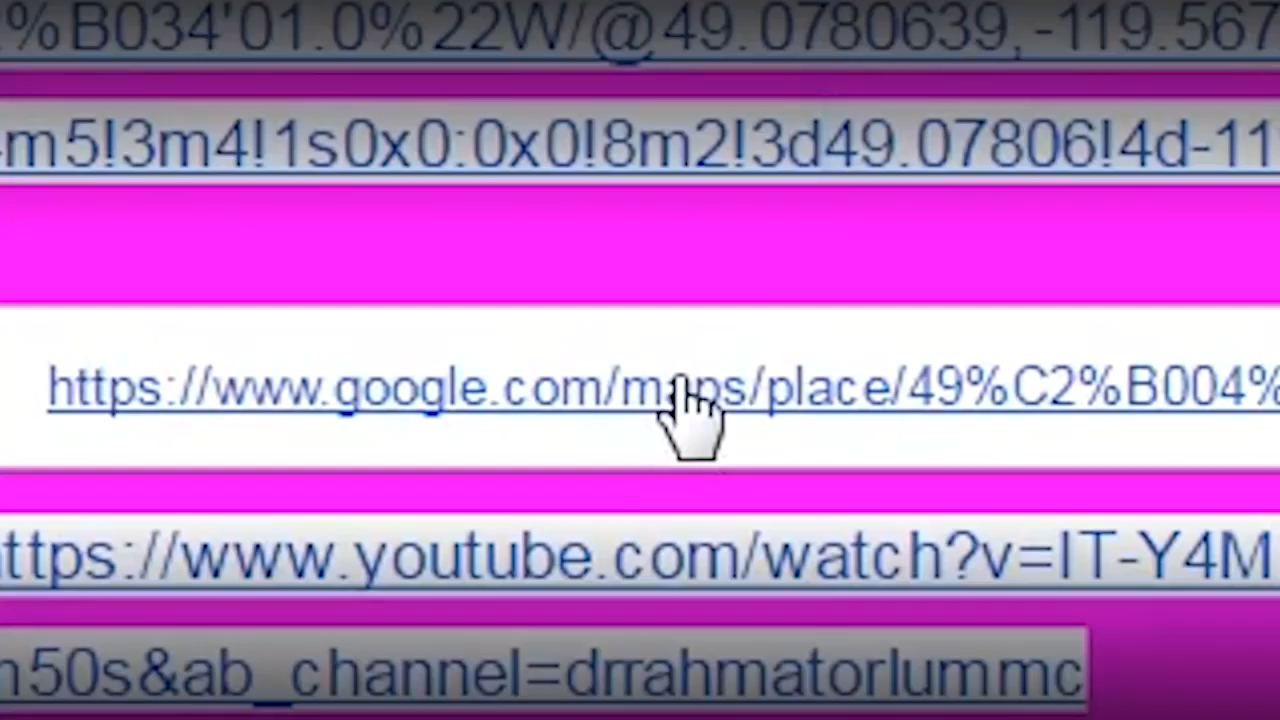 %B034'01.0%22W/@49.0780639,-119.567
m5!3m4!1s0x0:0x0!8m2!3d49.07806!4d-11
https://www.google.com/maps/place/49%C2%B004%
ttps://www.youtube.com/watch?v=IT-Y4M
50s&ab_channel=drrahmatorlummc